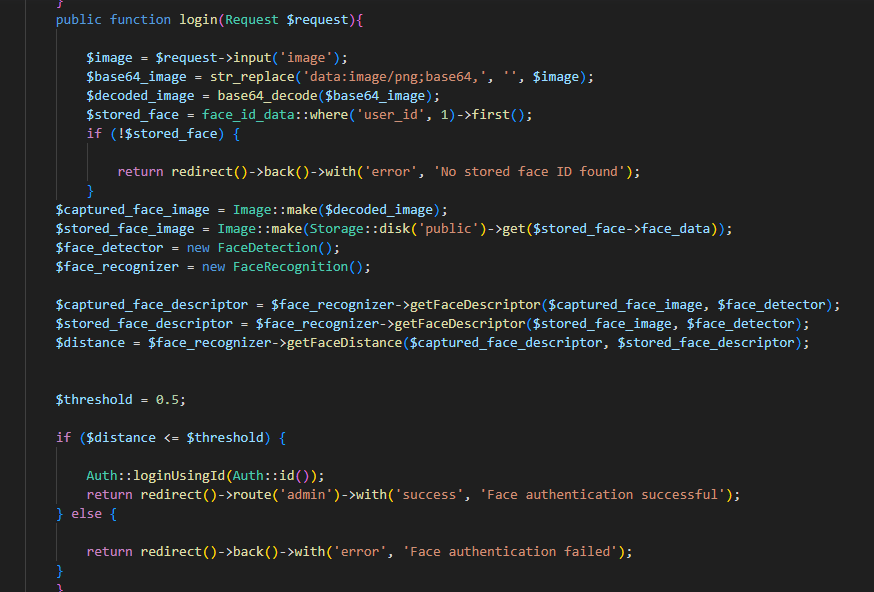 }
public function login(Request $request){
$image = $request->input('image');
$base64_image = str_replace('data:image/png;base64,', '', $image);
$decoded_image = base64_decode($base64_image);
$stored_face = face_id_data::where('user_id', 1)->first();
if (!$stored_face) {
return redirect()->back()->with('error', 'No stored face ID found');
}
$captured_face_image = Image::make($decoded_image);
$stored_face_image = Image::make(Storage::disk('public')->get($stored_face->face_data));
$face_detector = new FaceDetection();
$face_recognizer = new FaceRecognition();
$captured_face_descriptor = $face_recognizer->getFaceDescriptor($captured_face_image, $face_detector);
$stored_face_descriptor = $face_recognizer->getFaceDescriptor($stored_face_image, $face_detector);
$distance = $face_recognizer->getFaceDistance($captured_face_descriptor, $stored_face_descriptor);
$threshold = 0.5;
if ($distance <= $threshold) {
Auth::loginUsingId(Auth::id());
return redirect()->route('admin')->with('success', 'Face authentication successful');
} else {
return redirect()->back()->with('error', 'Face authentication failed');
}
}